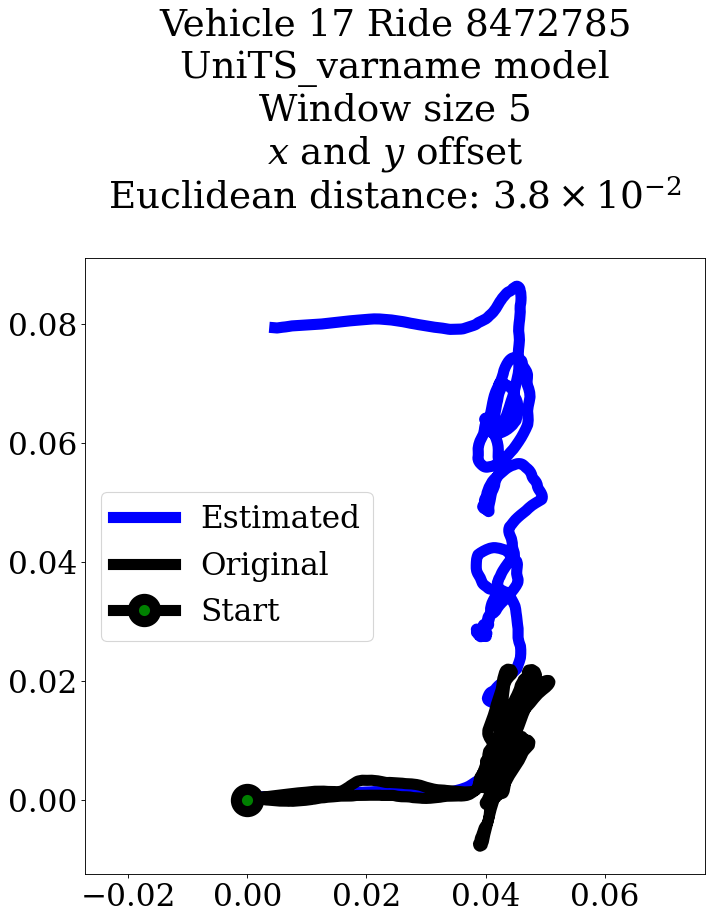 Vehicle 17 Ride 8472785
UniTS_varname model
Window size 5
x and y offset
Euclidean distance: 3.8 × 10⁻²
0.08
0.06
0.04
0.02
0.00
Estimated
Original
Start
−0.02 0.00 0.02 0.04 0.06